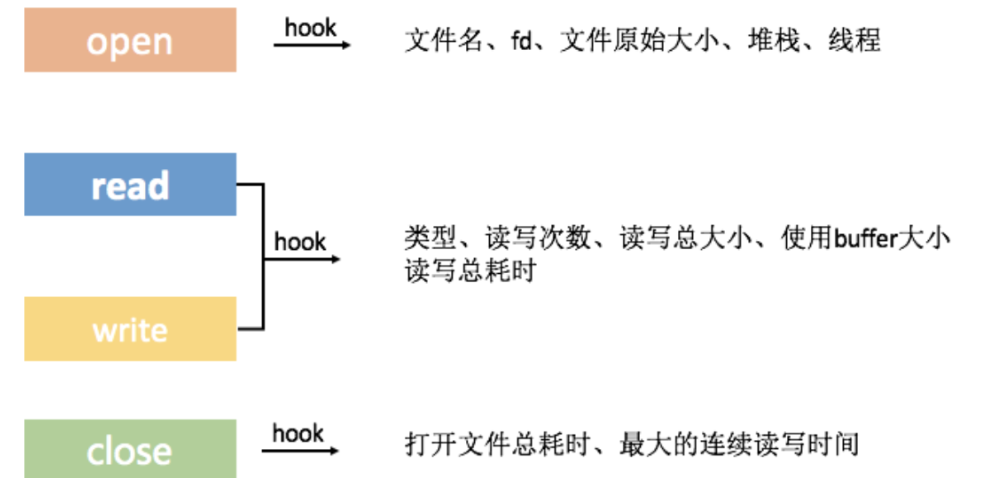 open
hook
文件名、fd、文件原始大小、堆栈、线程
read
hook
类型、读写次数、读写总大小、使用buffer大小
读写总耗时
write
close
hook
打开文件总耗时、最大的连续读写时间